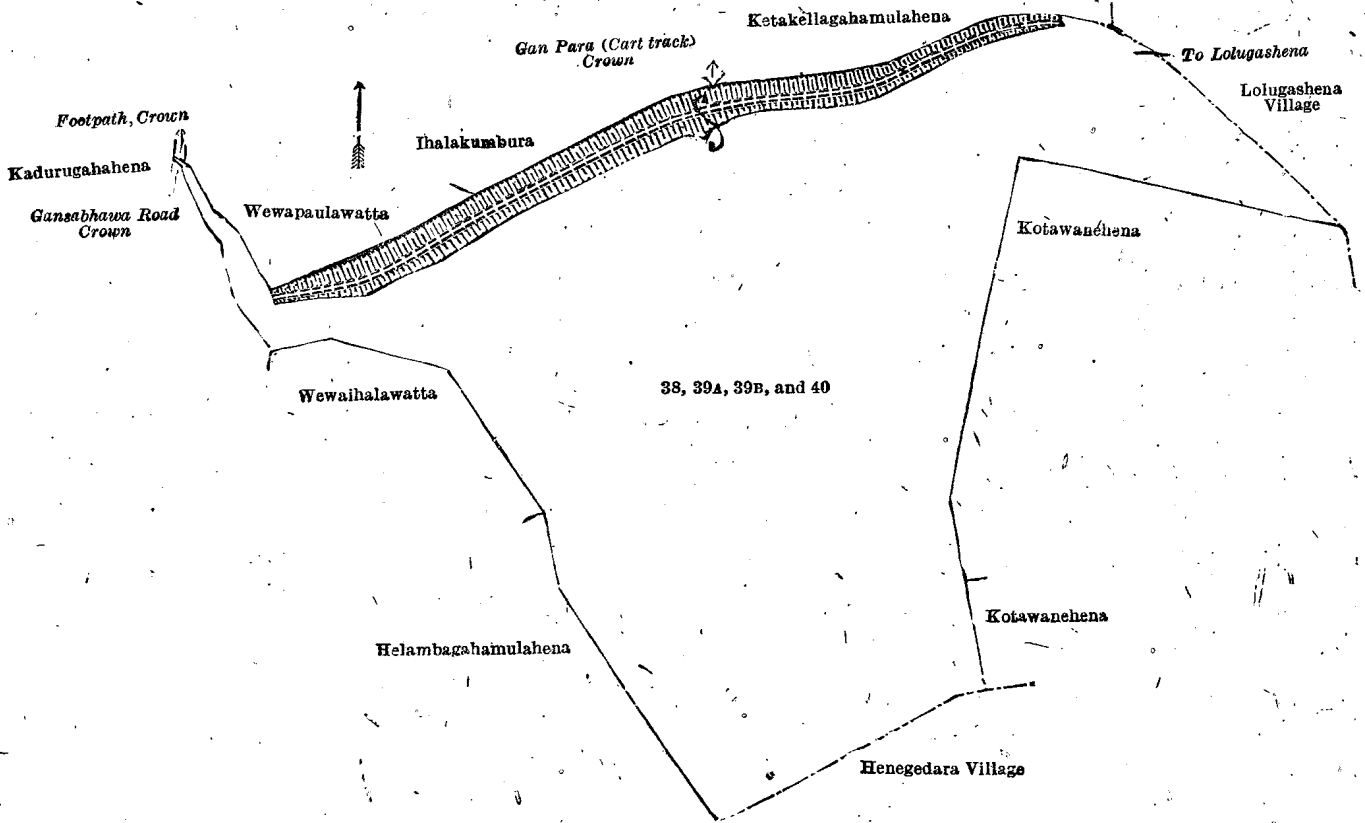 Ketakellagahamulahena
Gan Para (Cart track)
Crown
To Lolugashena
Lolugashena
Village
Footpath, Crown
Ihalakumbura
Kadurugahahena
Gansabhawa Road
Crown
Wewapaulawatta
Kotawanehena
38, 39A, 39B, and 40
Wewaihalawatta
Kotawanehena
Helambagahamulahena
Henegedara Village